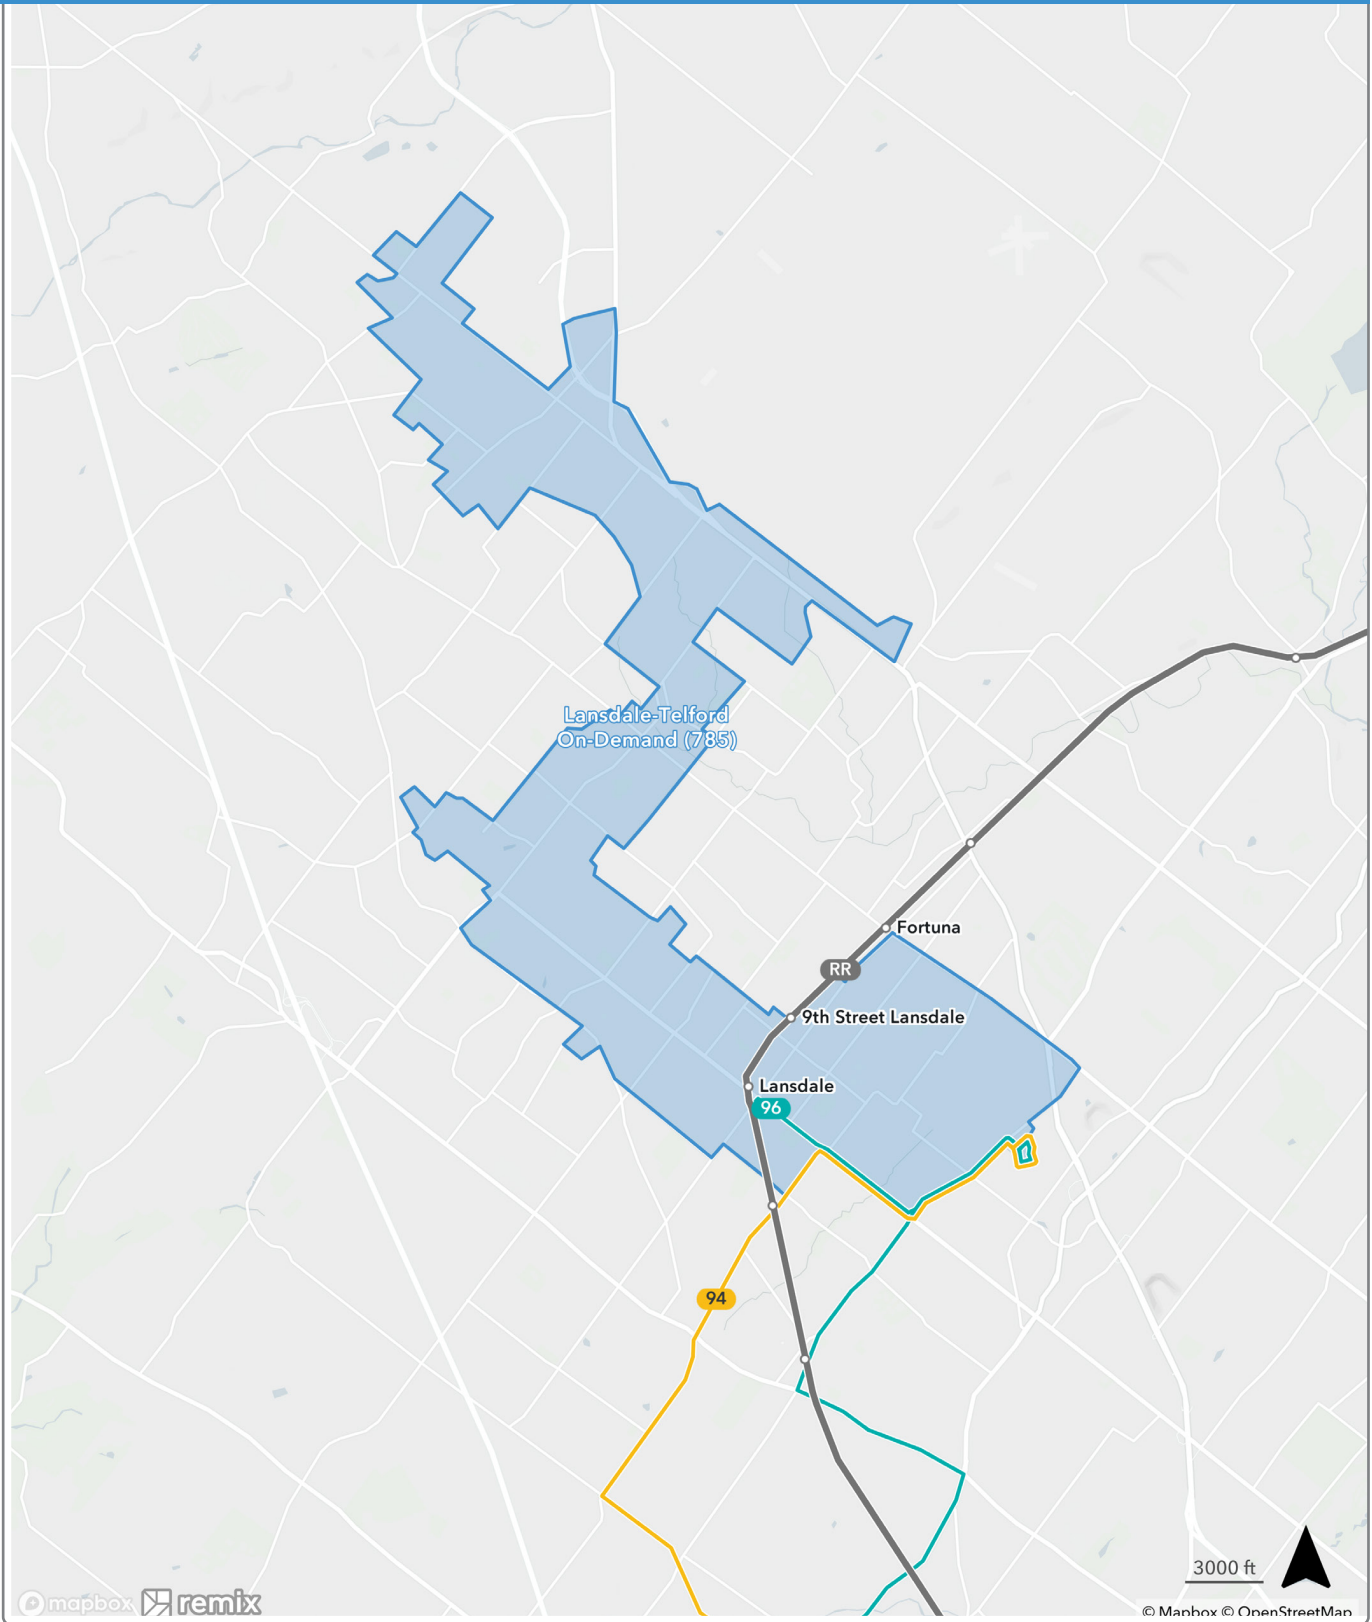 Lansdale-Telford
On-Demand (785)
Fortuna
RR
9th Street Lansdale
Lansdale
96
94
3000 ft
mapbox remix
© Mapbox © OpenStreetMap